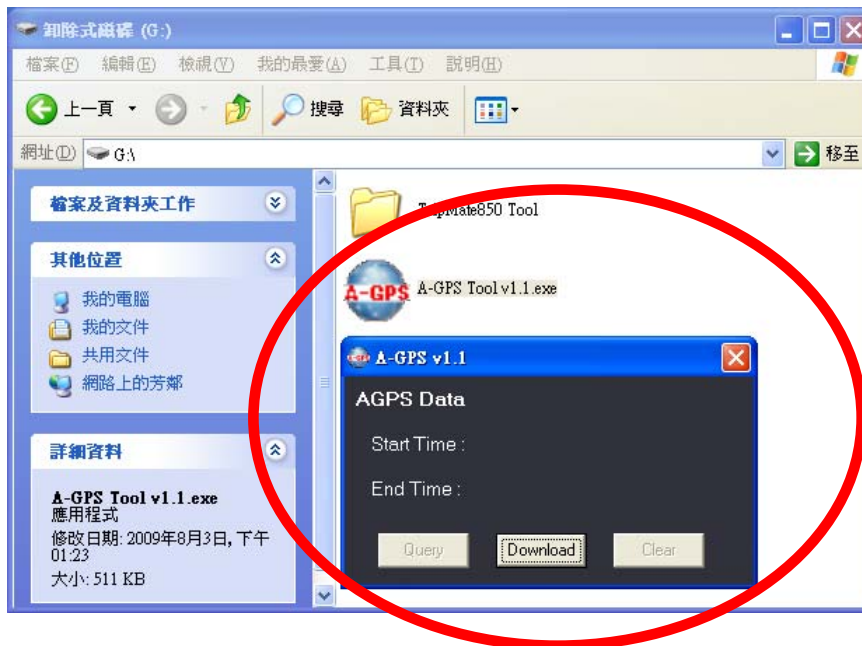 卸除式磁碟 (G:)
檔案(F) 編輯(E) 檢視(V) 我的最愛(A) 工具(T) 說明(H)
上一頁 搜尋 資料夾
網址(D) G:\ 移至
檔案及資料夾工作
其他位置
我的電腦
我的文件
共用文件
網路上的芳鄰
詳細資料
A-GPS Tool v1.1.exe
應用程式
修改日期: 2009年8月3日, 下午
01:23
大小: 511 KB
TripMate850 Tool
A-GPS
A-GPS Tool v1.1.exe
A-GPS v1.1
AGPS Data
Start Time :
End Time :
Query Download Clear